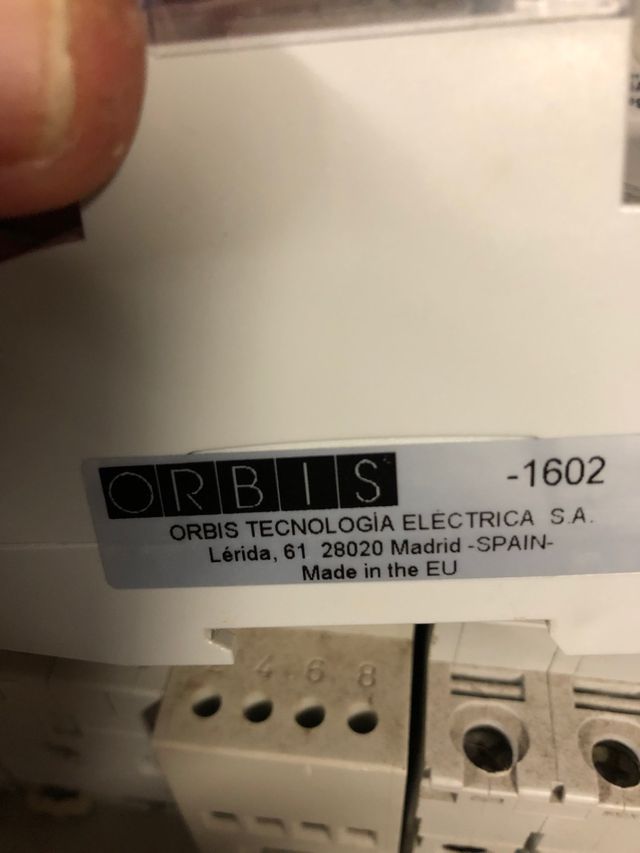 ORBIS -1602
ORBIS TECNOLOGÍA ELÉCTRICA S.A.
Lérida, 61 28020 Madrid -SPAIN-
Made in the EU
4 6 8